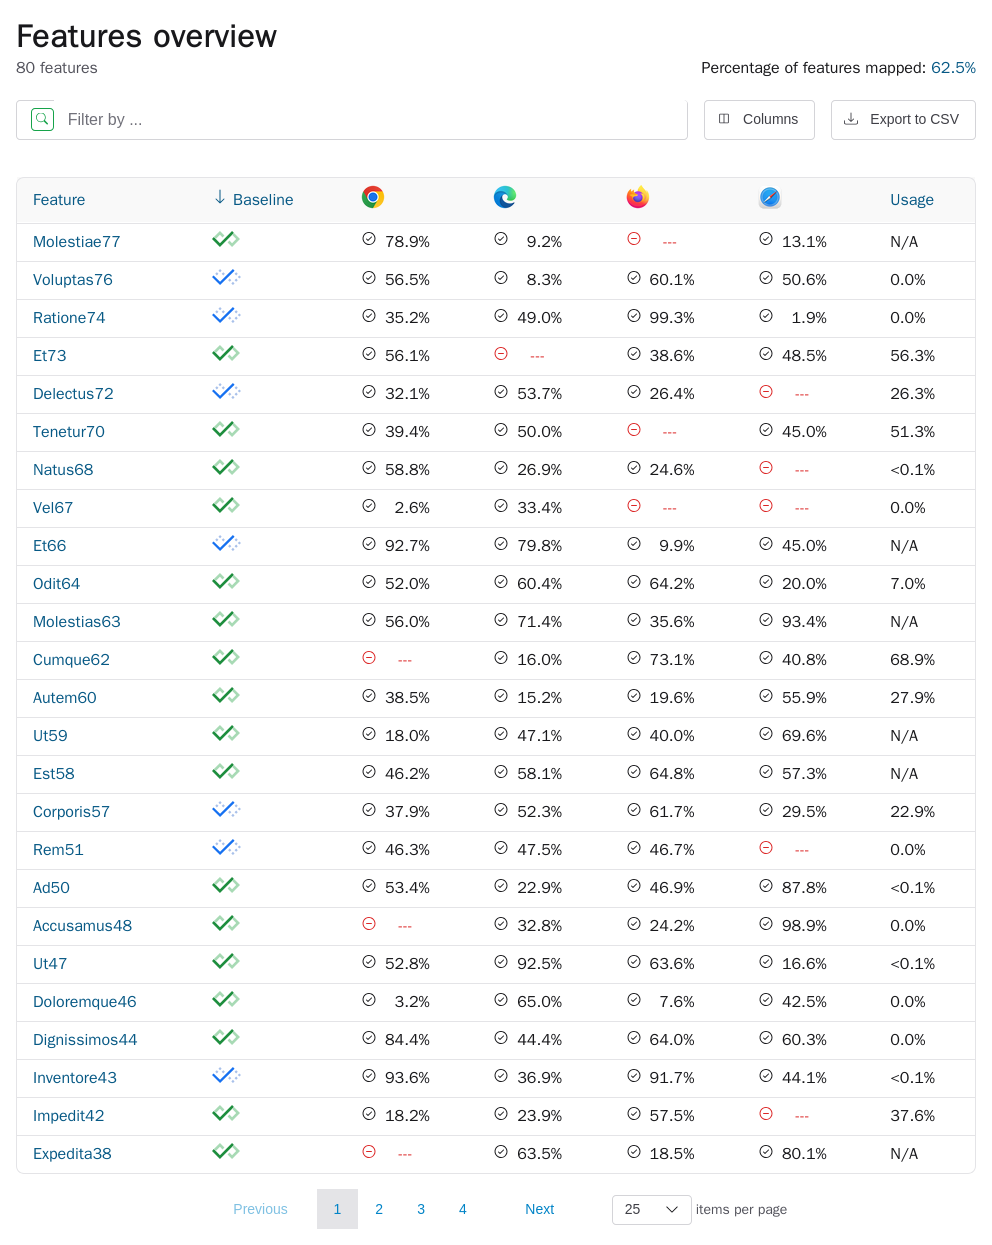 Features overview
80 features
Percentage of features mapped: 62.5%
Filter by ...
Columns
Export to CSV
Feature Baseline Usage
Molestiae77 78.9% 9.2% --- 13.1% N/A
Voluptas76 56.5% 8.3% 60.1% 50.6% 0.0%
Ratione74 35.2% 49.0% 99.3% 1.9% 0.0%
Et73 56.1% --- 38.6% 48.5% 56.3%
Delectus72 32.1% 53.7% 26.4% --- 26.3%
Tenetur70 39.4% 50.0% --- 45.0% 51.3%
Natus68 58.8% 26.9% 24.6% --- <0.1%
Vel67 2.6% 33.4% --- --- 0.0%
Et66 92.7% 79.8% 9.9% 45.0% N/A
Odit64 52.0% 60.4% 64.2% 20.0% 7.0%
Molestias63 56.0% 71.4% 35.6% 93.4% N/A
Cumque62 --- 16.0% 73.1% 40.8% 68.9%
Autem60 38.5% 15.2% 19.6% 55.9% 27.9%
Ut59 18.0% 47.1% 40.0% 69.6% N/A
Est58 46.2% 58.1% 64.8% 57.3% N/A
Corporis57 37.9% 52.3% 61.7% 29.5% 22.9%
Rem51 46.3% 47.5% 46.7% --- 0.0%
Ad50 53.4% 22.9% 46.9% 87.8% <0.1%
Accusamus48 --- 32.8% 24.2% 98.9% 0.0%
Ut47 52.8% 92.5% 63.6% 16.6% <0.1%
Doloremque46 3.2% 65.0% 7.6% 42.5% 0.0%
Dignissimos44 84.4% 44.4% 64.0% 60.3% 0.0%
Inventore43 93.6% 36.9% 91.7% 44.1% <0.1%
Impedit42 18.2% 23.9% 57.5% --- 37.6%
Expedita38 --- 63.5% 18.5% 80.1% N/A
Previous 1 2 3 4 Next 25 items per page